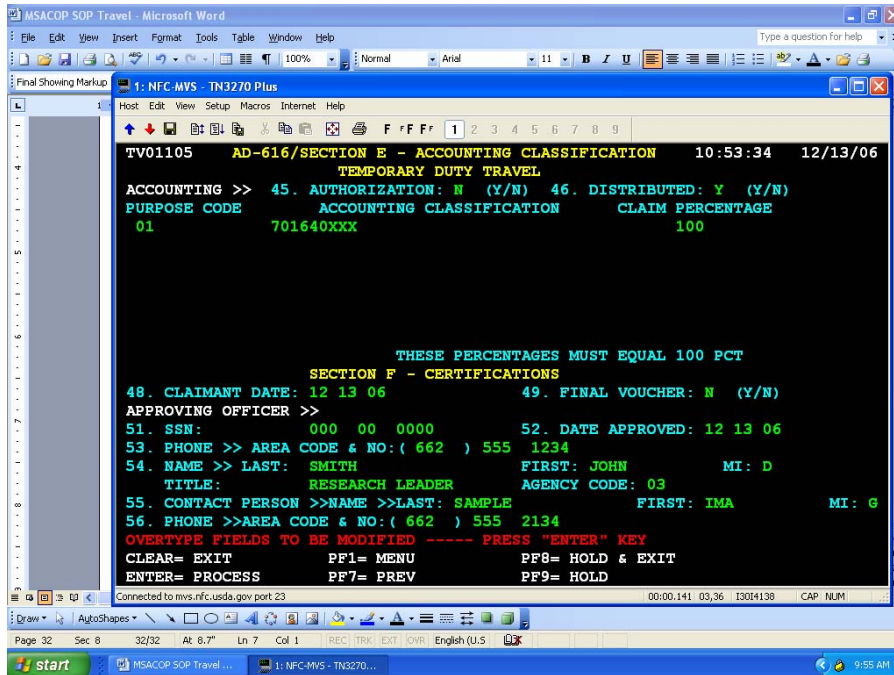 MSACOP SOP Travel - Microsoft Word
File Edit View Insert Format Tools Table Window Help Type a question for help
100% Normal Arial 11 B I U
Final Showing Markup
1: NFC-MVS - TN3270 Plus
Host Edit View Setup Macros Internet Help
1 2 3 4 5 6 7 8 9
TV01105 AD-616/SECTION E - ACCOUNTING CLASSIFICATION 10:53:34 12/13/06
TEMPORARY DUTY TRAVEL
ACCOUNTING >> 45. AUTHORIZATION: N (Y/N) 46. DISTRIBUTED: Y (Y/N)
PURPOSE CODE ACCOUNTING CLASSIFICATION CLAIM PERCENTAGE
01 701640XXX 100
THESE PERCENTAGES MUST EQUAL 100 PCT
SECTION F - CERTIFICATIONS
48. CLAIMANT DATE: 12 13 06 49. FINAL VOUCHER: N (Y/N)
APPROVING OFFICER >>
51. SSN: 000 00 0000 52. DATE APPROVED: 12 13 06
53. PHONE >> AREA CODE & NO:( 662 ) 555 1234
54. NAME >> LAST: SMITH FIRST: JOHN MI: D
TITLE: RESEARCH LEADER AGENCY CODE: 03
55. CONTACT PERSON >>NAME >>LAST: SAMPLE FIRST: IMA MI: G
56. PHONE >>AREA CODE & NO:( 662 ) 555 2134
OVERTYPE FIELDS TO BE MODIFIED ----- PRESS "ENTER" KEY
CLEAR= EXIT PF1= MENU PF8= HOLD & EXIT
ENTER= PROCESS PF7= PREV PF9= HOLD
Connected to mvs.nfc.usda.gov port 23 00:00.141 03,36 I30I4138 CAP NUM
Draw AutoShapes
Page 32 Sec 8 32/32 At 8.7" Ln 7 Col 1 REC TRK EXT OVR English (U.S
start MSACOP SOP Travel ... 1: NFC-MVS - TN3270... 9:55 AM